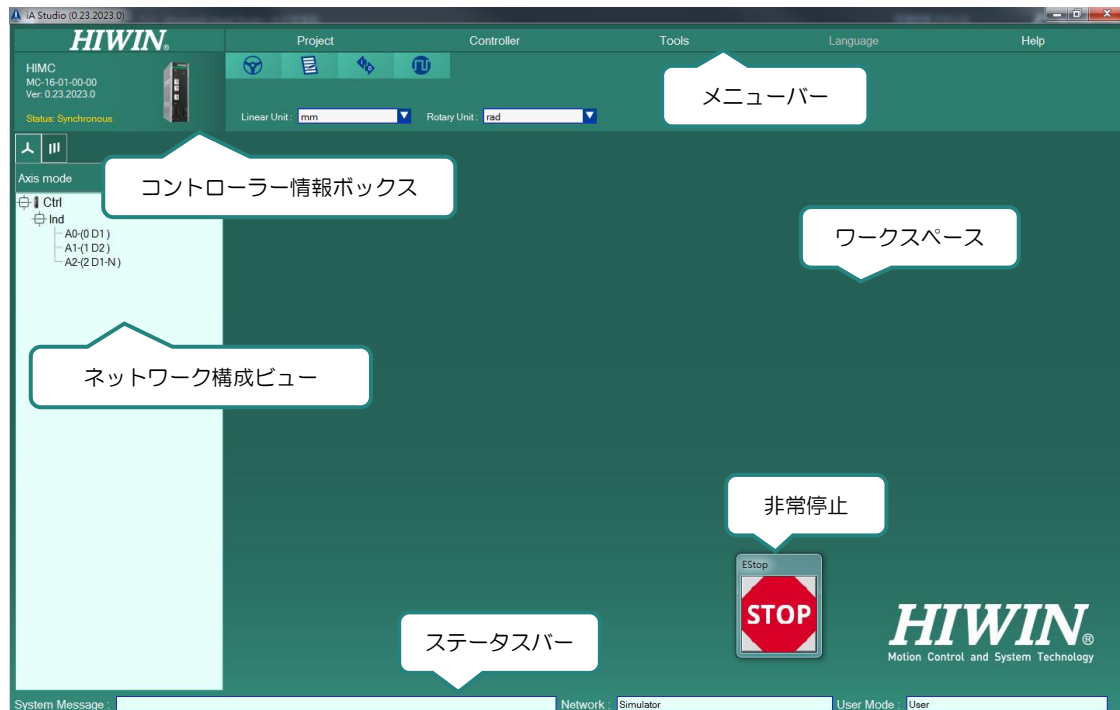 iA Studio (0.23.2023.0)
HIWIN®
Project Controller Tools Language Help
HIMC
MC-16-01-00-00
Ver: 0.23.2023.0
Status: Synchronous
Linear Unit : mm Rotary Unit : rad
メニューバー
コントローラー情報ボックス
Axis mode
Ctrl
Ind
A0-(0 D1 )
A1-(1 D2 )
A2-(2 D1-N )
ワークスペース
ネットワーク構成ビュー
非常停止
EStop
STOP
HIWIN®
Motion Control and System Technology
ステータスバー
System Message : Network : Simulator User Mode : User